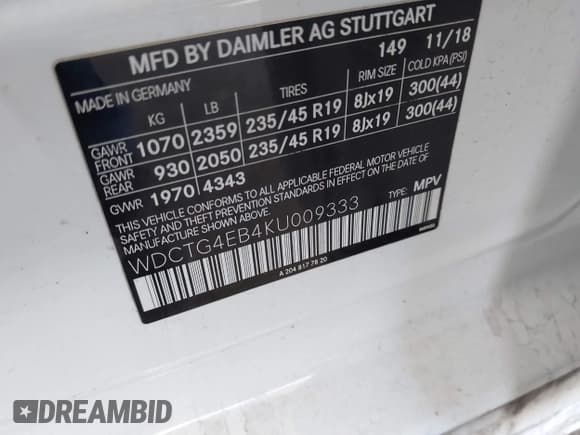 MFD BY DAIMLER AG STUTTGART
149 11/18
MADE IN GERMANY
KG LB TIRES RIM SIZE COLD KPA (PSI)
GAWR FRONT 1070 2359 235/45 R19 8Jx19 300(44)
GAWR REAR 930 2050 235/45 R19 8Jx19 300(44)
GVWR 1970 4343
THIS VEHICLE CONFORMS TO ALL APPLICABLE FEDERAL MOTOR VEHICLE
SAFETY AND THEFT PREVENTION STANDARDS IN EFFECT ON THE DATE OF
MANUFACTURE SHOWN ABOVE.
TYPE: MPV
WDCTG4EB4KU009333
A 204 817 78 20
DREAMBID